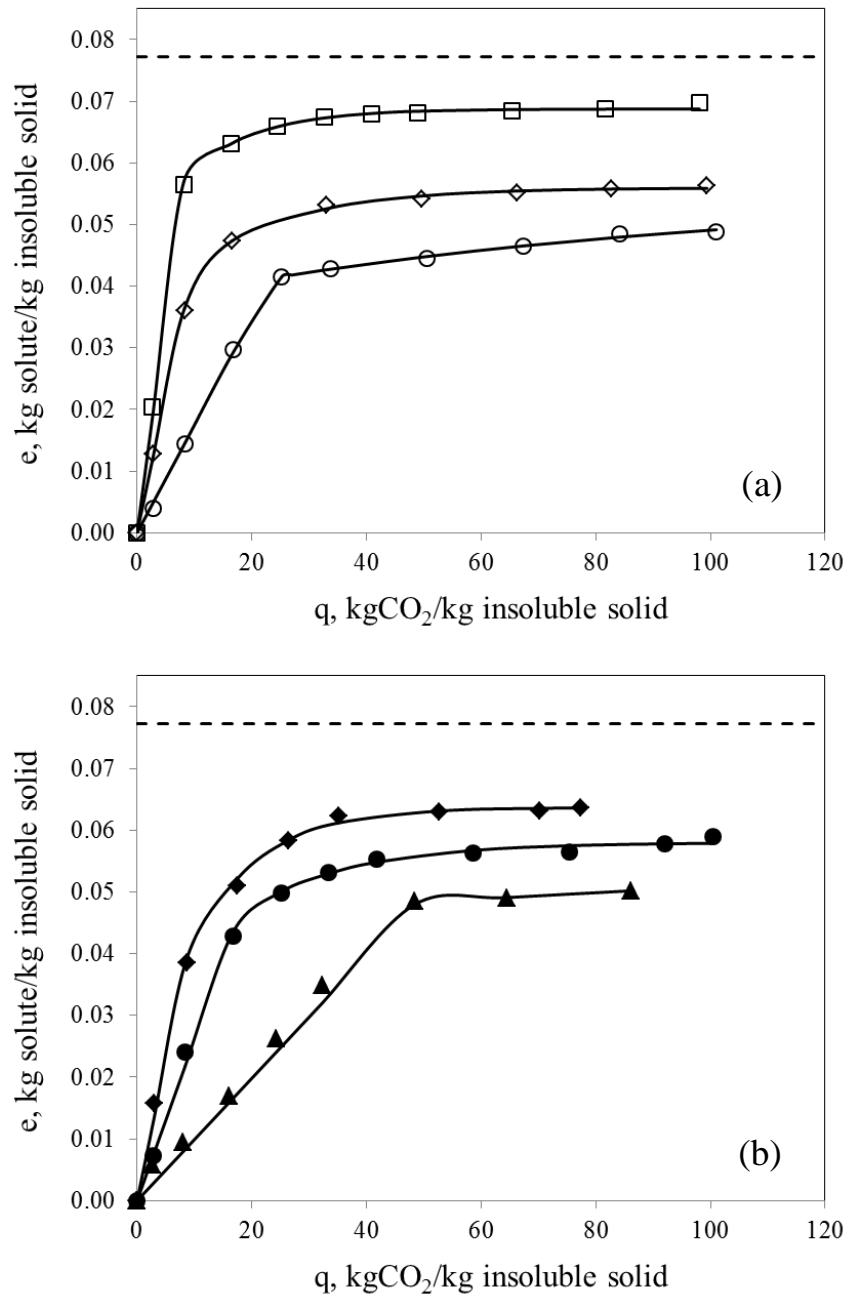 0.08
0.07
0.06
0.05
0.04
0.03
0.02
0.01
0.00
e, kg solute/kg insoluble solid
(a)
0 20 40 60 80 100 120
q, kgCO₂/kg insoluble solid
0.08
0.07
0.06
0.05
0.04
0.03
0.02
0.01
0.00
e, kg solute/kg insoluble solid
(b)
0 20 40 60 80 100 120
q, kgCO₂/kg insoluble solid